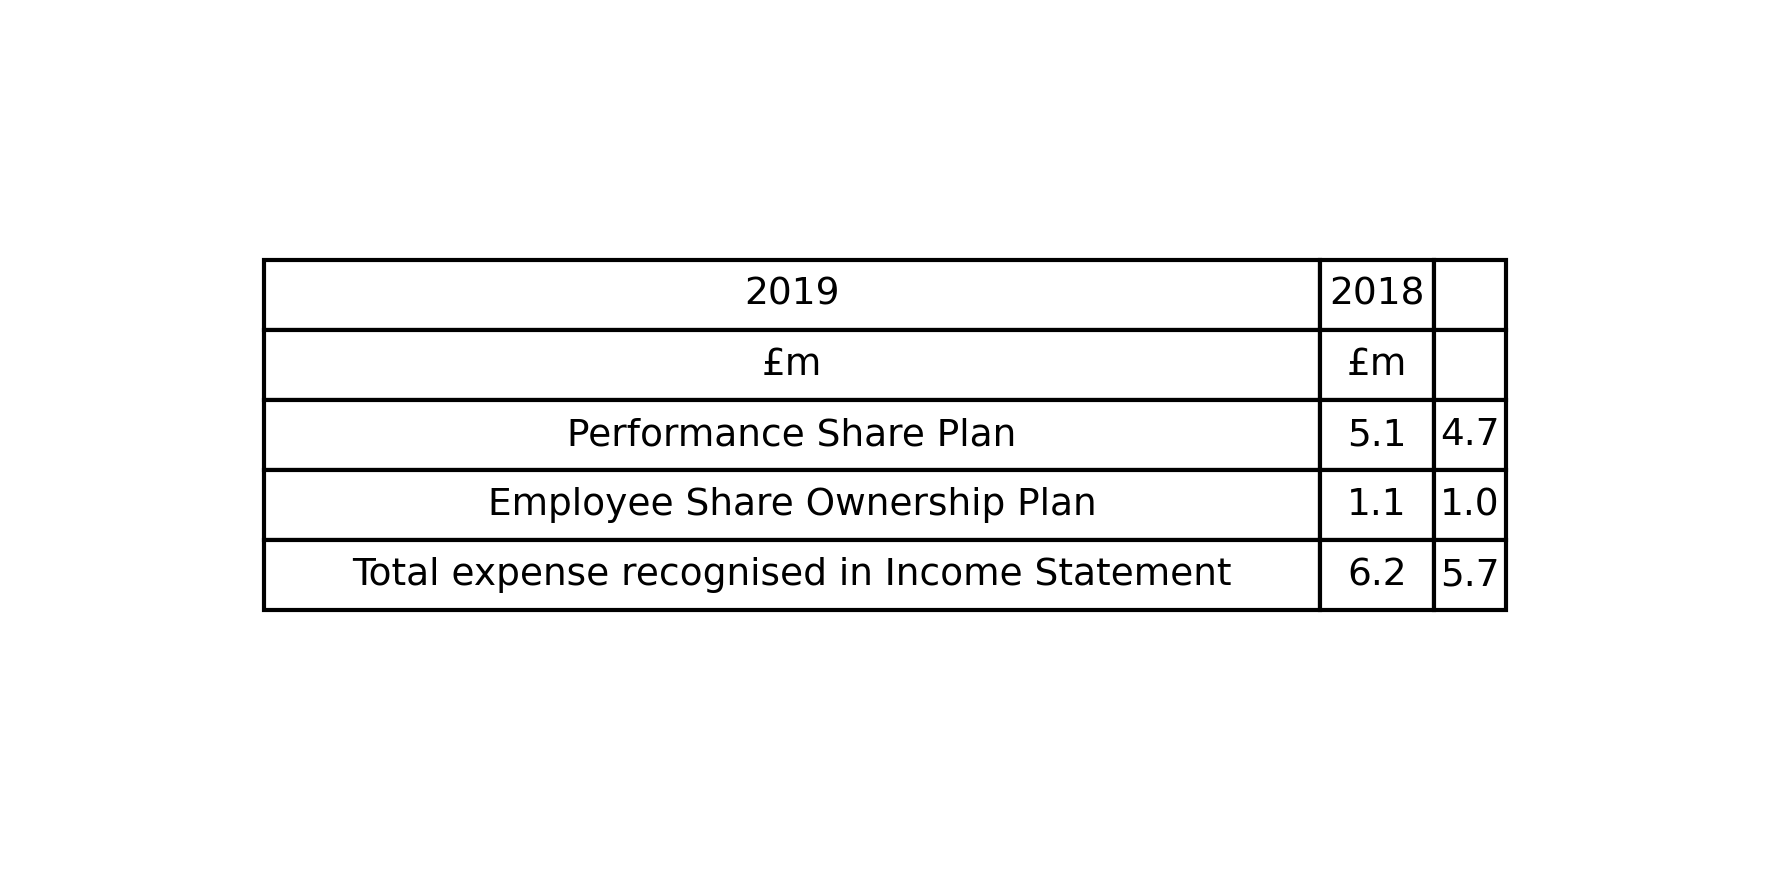 2019 2018
£m £m
Performance Share Plan 5.1 4.7
Employee Share Ownership Plan 1.1 1.0
Total expense recognised in Income Statement 6.2 5.7